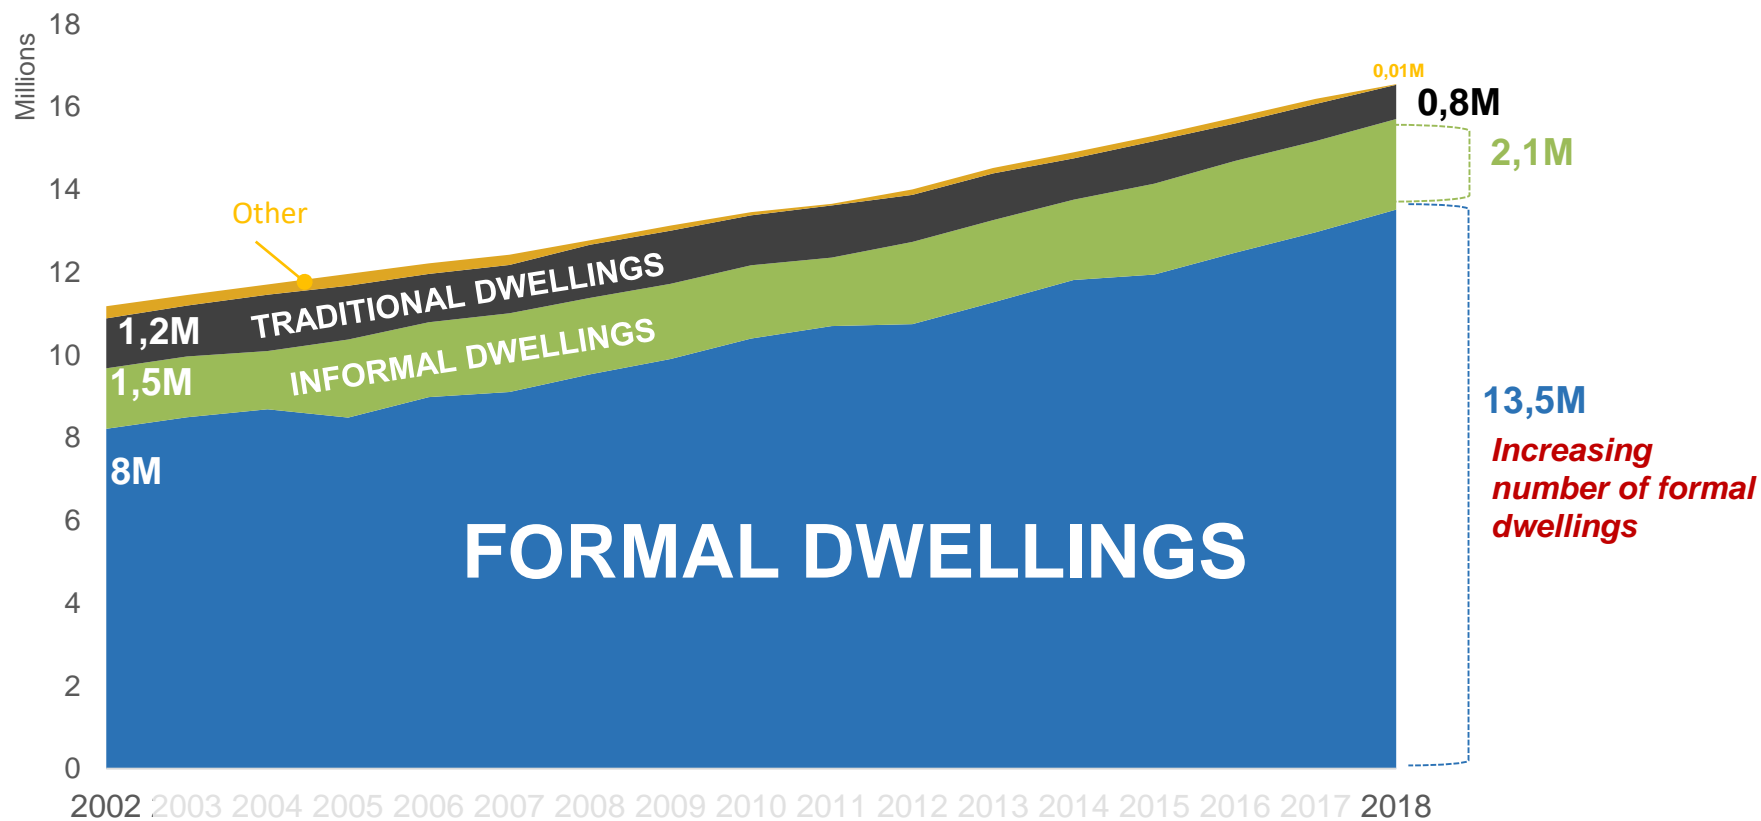 Millions
18
16
14
12
10
8
6
4
2
0
Other
TRADITIONAL DWELLINGS
INFORMAL DWELLINGS
FORMAL DWELLINGS
1,2M
1,5M
8M
0,01M
0,8M
2,1M
13,5M
Increasing
number of formal
dwellings
2002 2003 2004 2005 2006 2007 2008 2009 2010 2011 2012 2013 2014 2015 2016 2017 2018